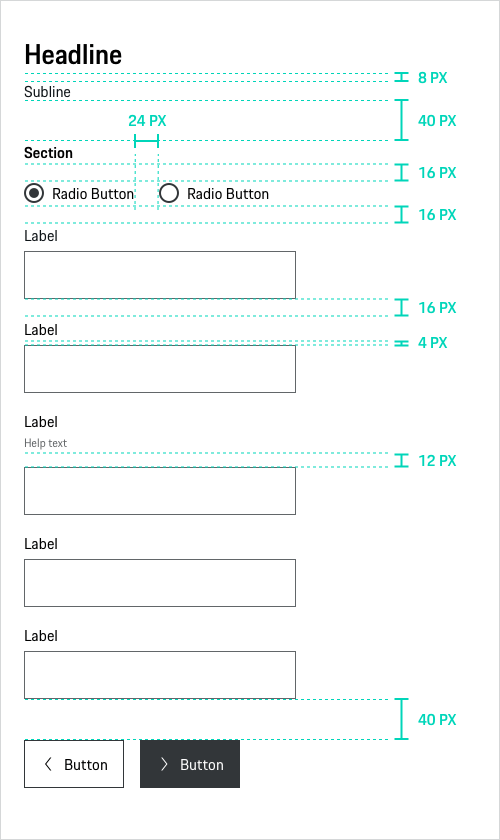 Headline
8 PX
Subline
24 PX
40 PX
Section
16 PX
Radio Button
Radio Button
16 PX
Label
16 PX
Label
4 PX
Label
Help text
12 PX
Label
Label
40 PX
Button
Button